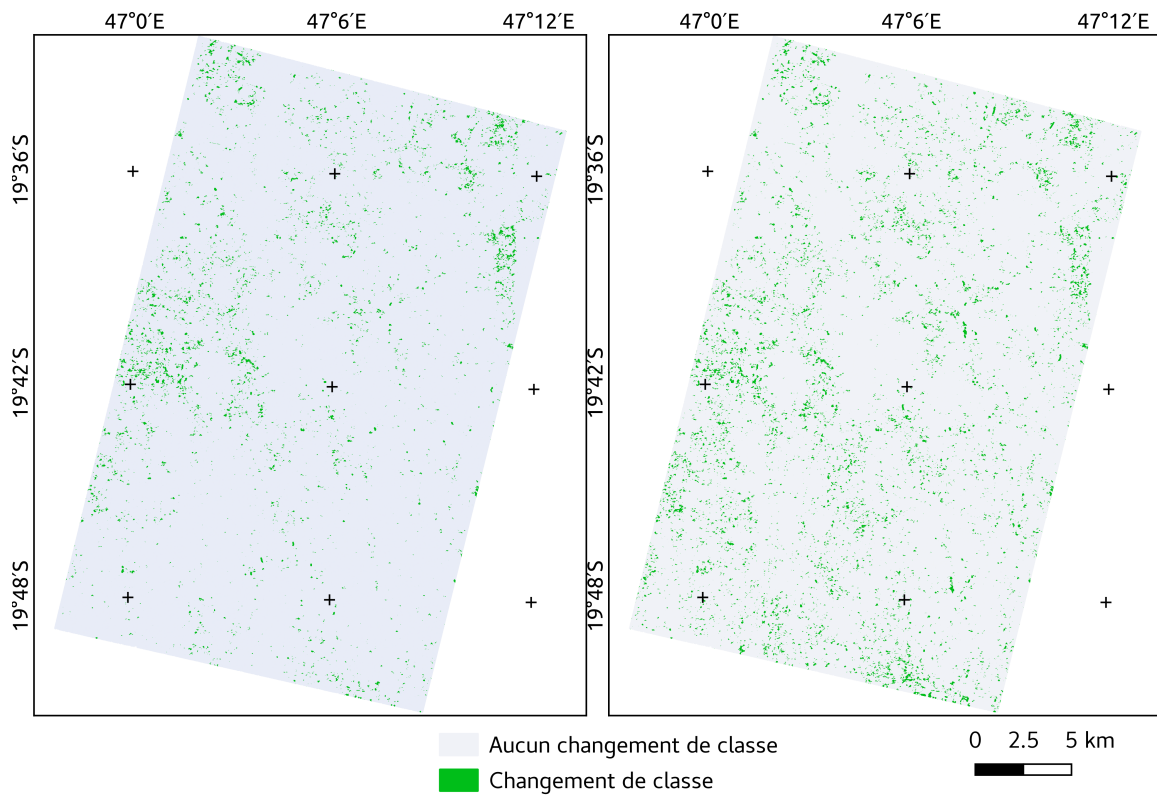 47°0′E 47°6′E 47°12′E 47°0′E 47°6′E 47°12′E
19°36′S
19°42′S
19°48′S
19°36′S
19°42′S
19°48′S
Aucun changement de classe
Changement de classe
0 2.5 5 km